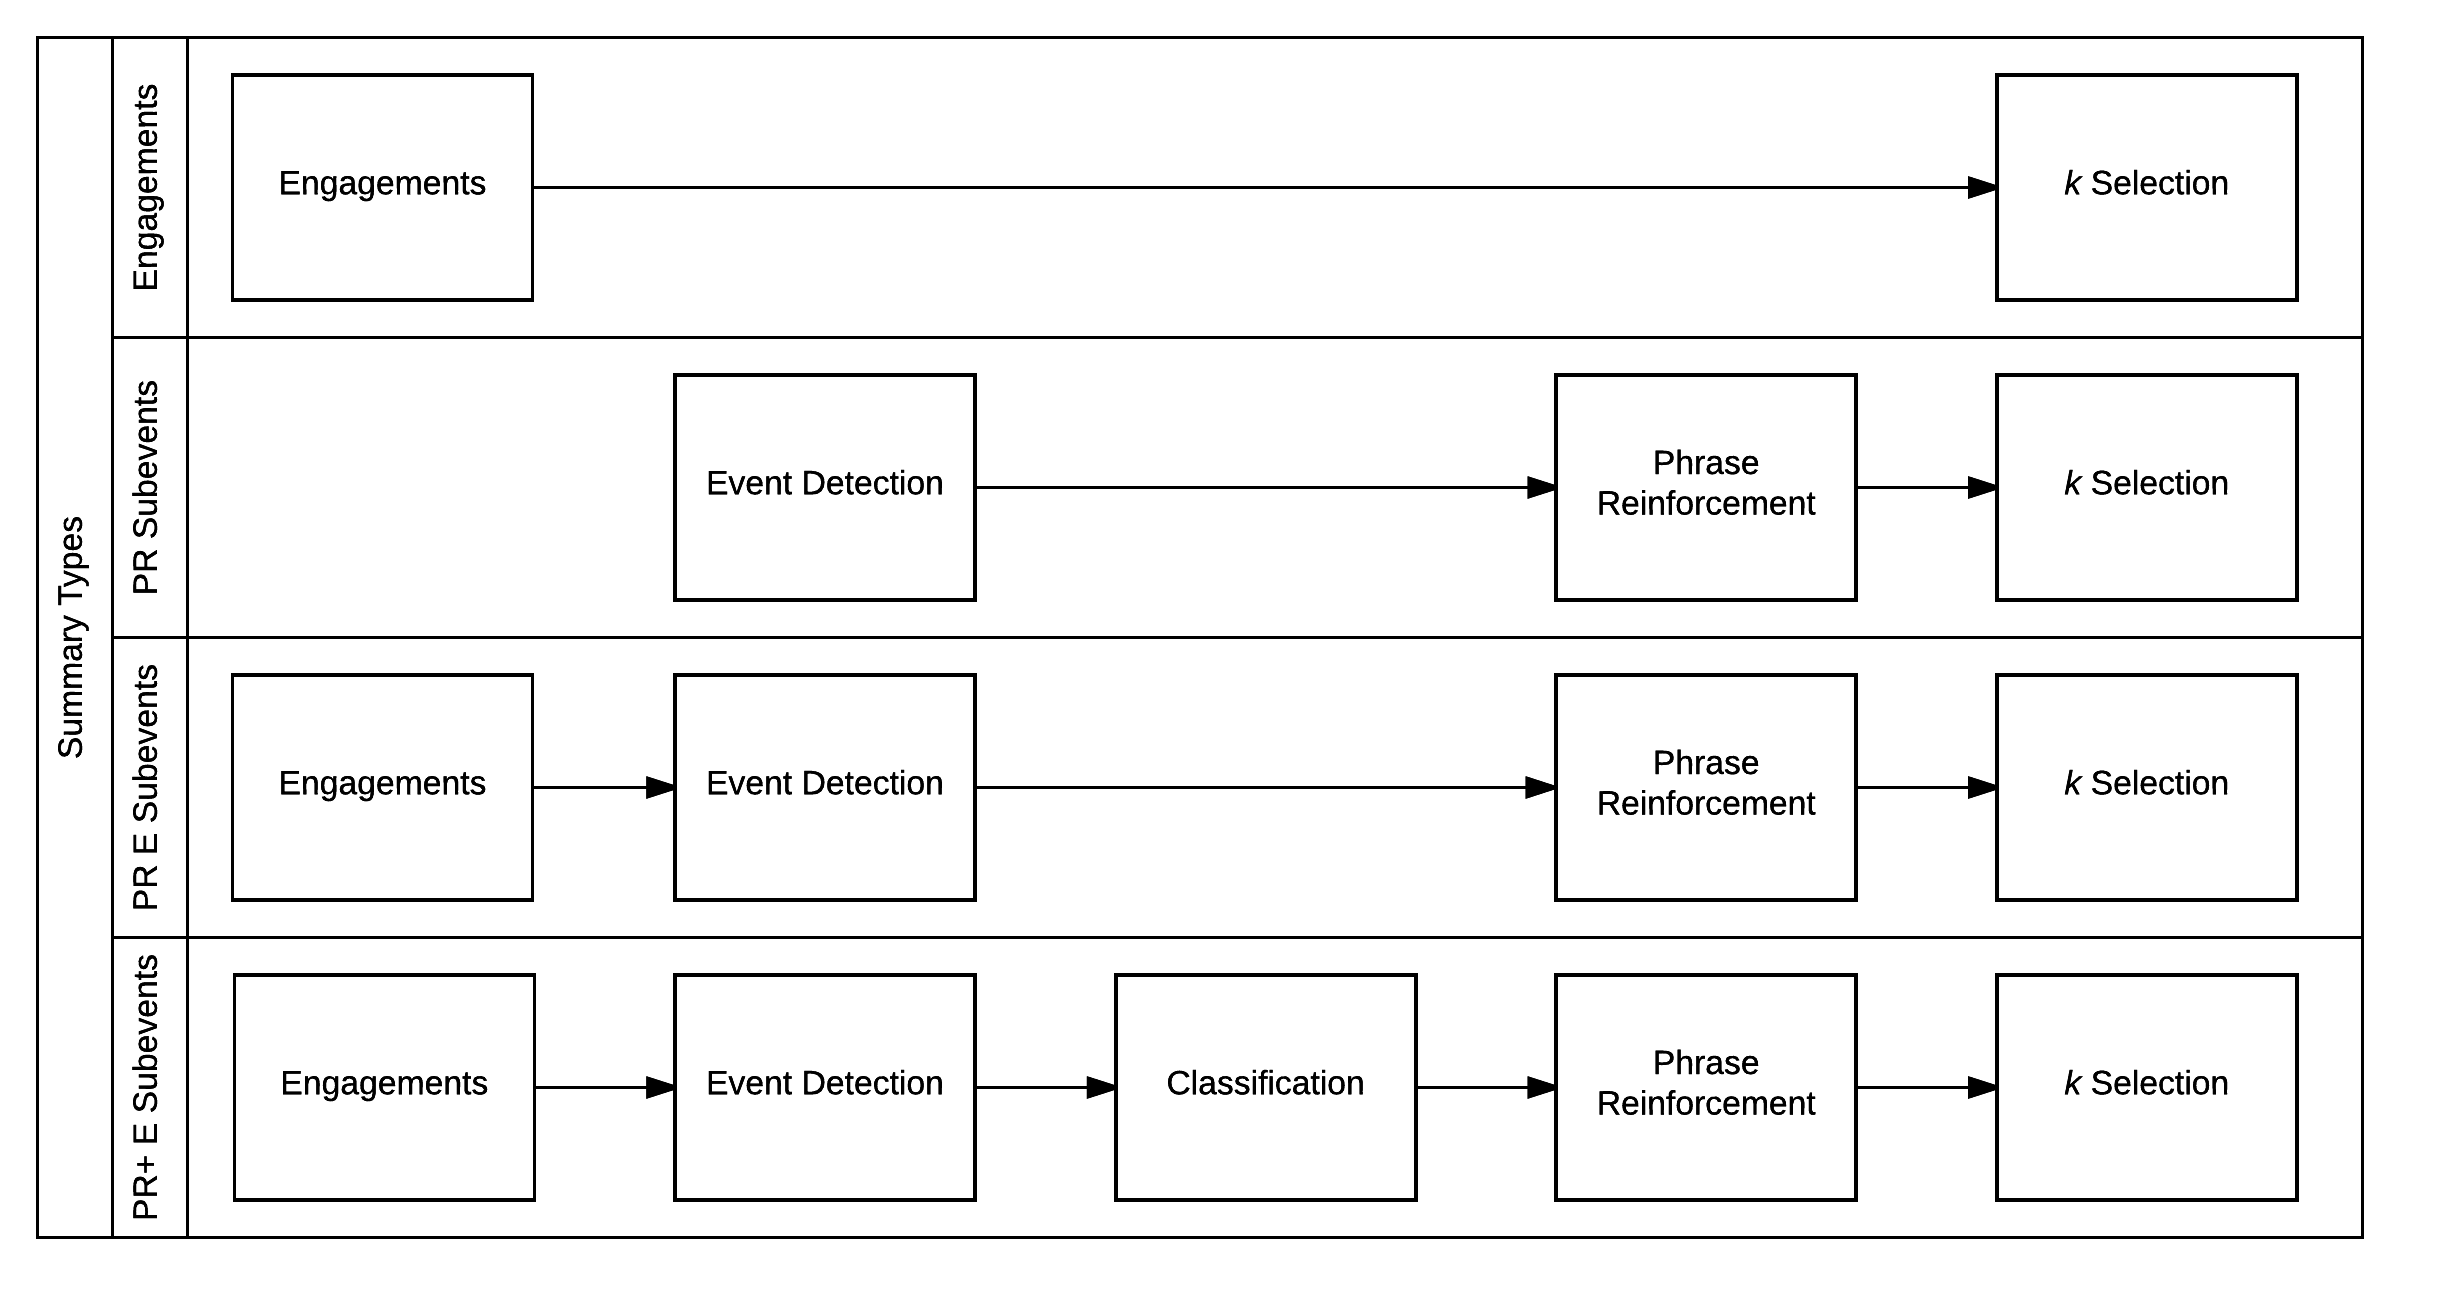 Summary Types
Engagements
Engagements
k Selection
PR Subevents
Event Detection
Phrase
Reinforcement
k Selection
PR E Subevents
Engagements
Event Detection
Phrase
Reinforcement
k Selection
PR+ E Subevents
Engagements
Event Detection
Classification
Phrase
Reinforcement
k Selection